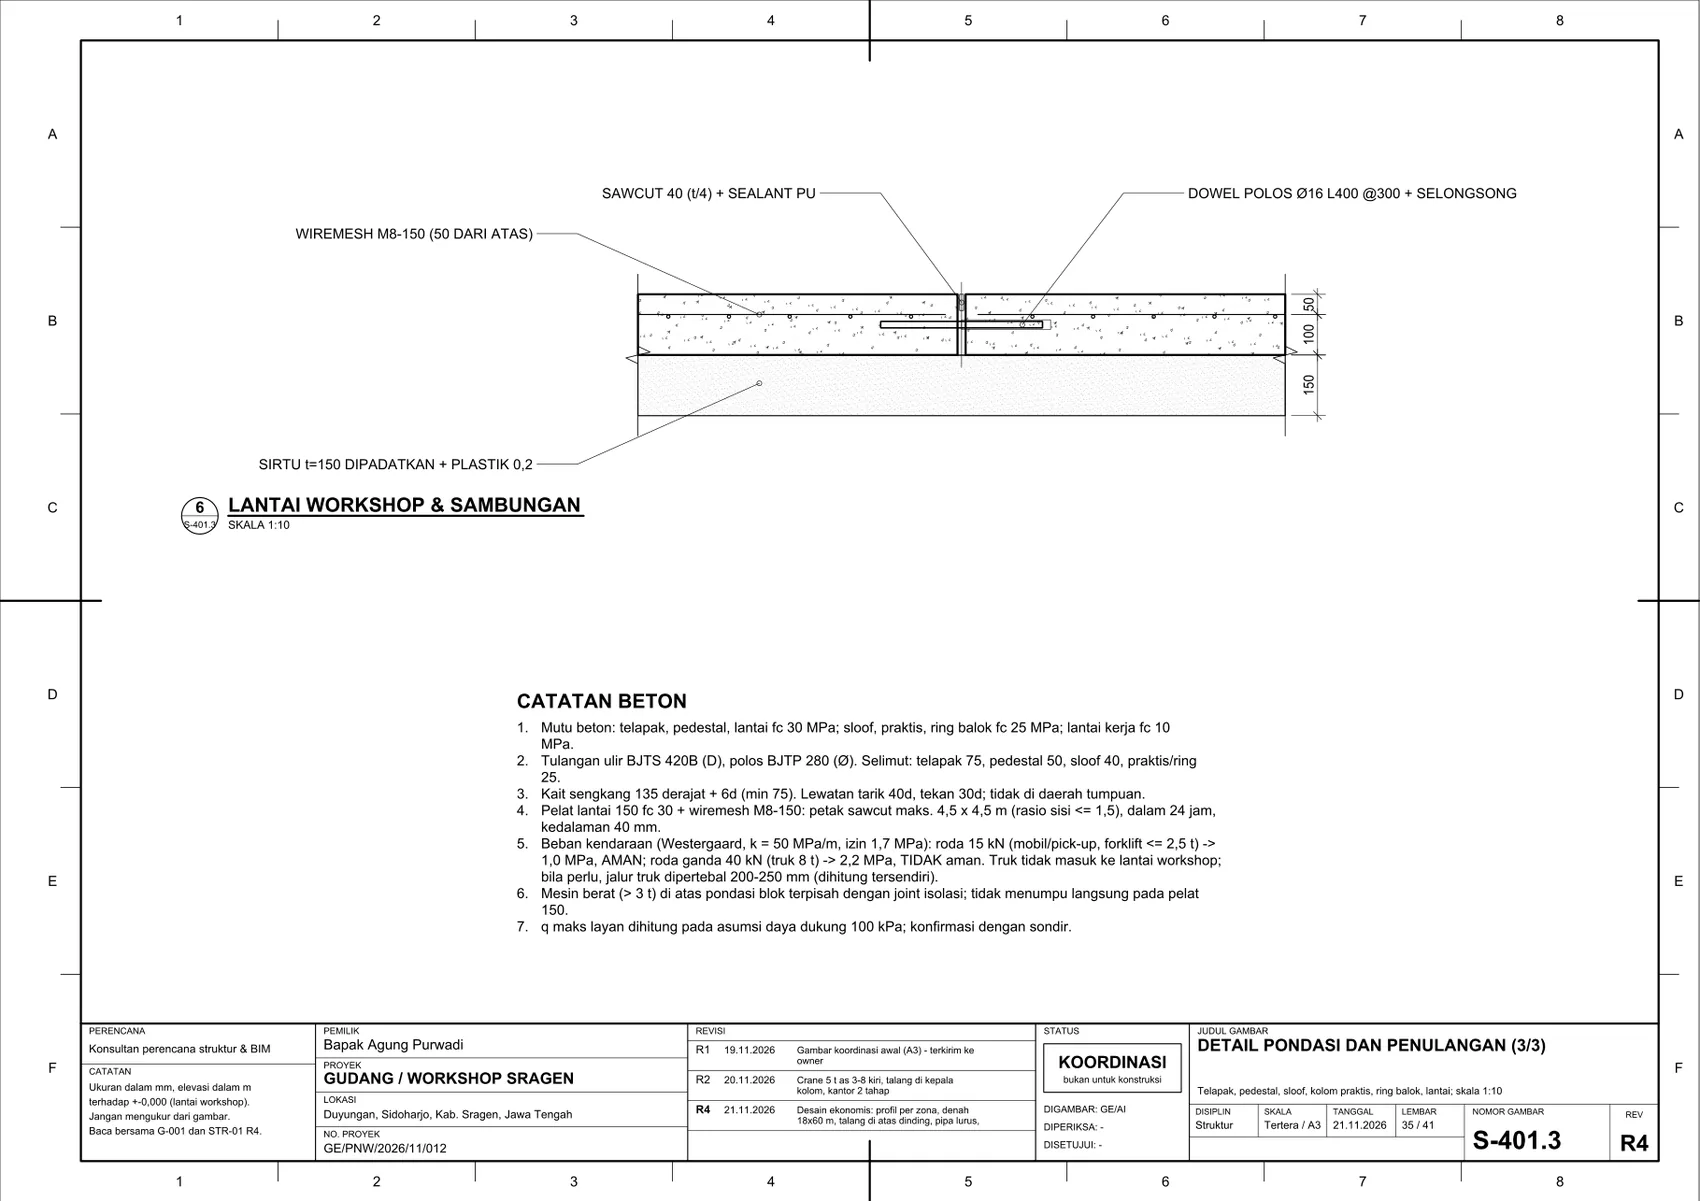 1 2 3 4 5 6 7 8
A A
SAWCUT 40 (t/4) + SEALANT PU
DOWEL POLOS Ø16 L400 @300 + SELONGSONG
WIREMESH M8-150 (50 DARI ATAS)
50
B B
100
150
SIRTU t=150 DIPADATKAN + PLASTIK 0,2
6
S-401.3
LANTAI WORKSHOP & SAMBUNGAN
SKALA 1:10
C C
D D
CATATAN BETON
1. Mutu beton: telapak, pedestal, lantai fc 30 MPa; sloof, praktis, ring balok fc 25 MPa; lantai kerja fc 10
MPa.
2. Tulangan ulir BJTS 420B (D), polos BJTP 280 (Ø). Selimut: telapak 75, pedestal 50, sloof 40, praktis/ring
25.
3. Kait sengkang 135 derajat + 6d (min 75). Lewatan tarik 40d, tekan 30d; tidak di daerah tumpuan.
4. Pelat lantai 150 fc 30 + wiremesh M8-150: petak sawcut maks. 4,5 x 4,5 m (rasio sisi <= 1,5), dalam 24 jam,
kedalaman 40 mm.
5. Beban kendaraan (Westergaard, k = 50 MPa/m, izin 1,7 MPa): roda 15 kN (mobil/pick-up, forklift <= 2,5 t) ->
1,0 MPa, AMAN; roda ganda 40 kN (truk 8 t) -> 2,2 MPa, TIDAK aman. Truk tidak masuk ke lantai workshop;
bila perlu, jalur truk dipertebal 200-250 mm (dihitung tersendiri).
6. Mesin berat (> 3 t) di atas pondasi blok terpisah dengan joint isolasi; tidak menumpu langsung pada pelat
150.
7. q maks layan dihitung pada asumsi daya dukung 100 kPa; konfirmasi dengan sondir.
E E
F F
PERENCANA
Konsultan perencana struktur & BIM
CATATAN
Ukuran dalam mm, elevasi dalam m
terhadap +-0,000 (lantai workshop).
Jangan mengukur dari gambar.
Baca bersama G-001 dan STR-01 R4.
PEMILIK
Bapak Agung Purwadi
PROYEK
GUDANG / WORKSHOP SRAGEN
LOKASI
Duyungan, Sidoharjo, Kab. Sragen, Jawa Tengah
NO. PROYEK
GE/PNW/2026/11/012
REVISI
R1 19.11.2026 Gambar koordinasi awal (A3) - terkirim ke
owner
R2 20.11.2026 Crane 5 t as 3-8 kiri, talang di kepala
kolom, kantor 2 tahap
R4 21.11.2026 Desain ekonomis: profil per zona, denah
18x60 m, talang di atas dinding, pipa lurus,
STATUS
KOORDINASI
bukan untuk konstruksi
DIGAMBAR: GE/AI
DIPERIKSA: -
DISETUJUI: -
JUDUL GAMBAR
DETAIL PONDASI DAN PENULANGAN (3/3)
Telapak, pedestal, sloof, kolom praktis, ring balok, lantai; skala 1:10
DISIPLIN
Struktur
SKALA
Tertera / A3
TANGGAL
21.11.2026
LEMBAR
35 / 41
NOMOR GAMBAR
S-401.3
REV
R4
1 2 3 4 5 6 7 8